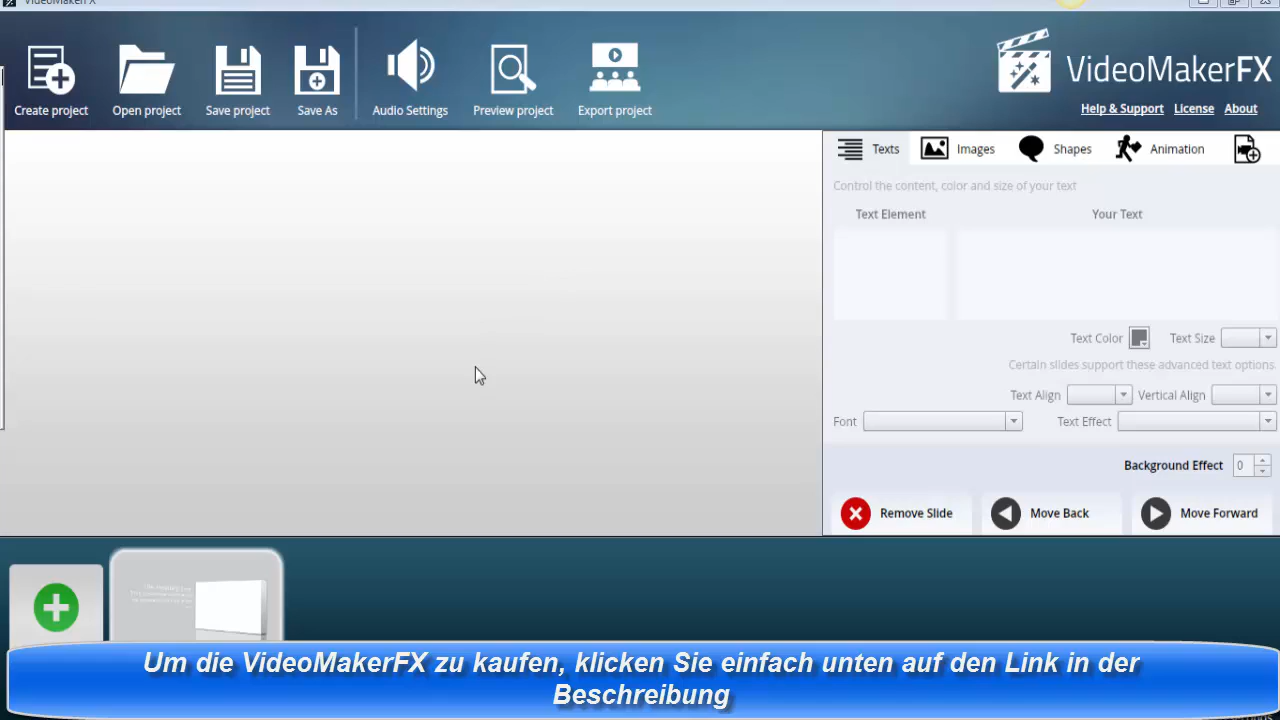 VideoMaker X
Create project
Open project
Save project
Save As
Audio Settings
Preview project
Export project
VideoMakerFX
Help & Support
License
About
Texts
Images
Shapes
Animation
Control the content, color and size of your text
Text Element
Your Text
Text Color
Text Size
Certain slides support these advanced text options
Text Align
Vertical Align
Font
Text Effect
Background Effect
0
Remove Slide
Move Back
Move Forward
Um die VideoMakerFX zu kaufen, klicken Sie einfach unten auf den Link in der
Beschreibung